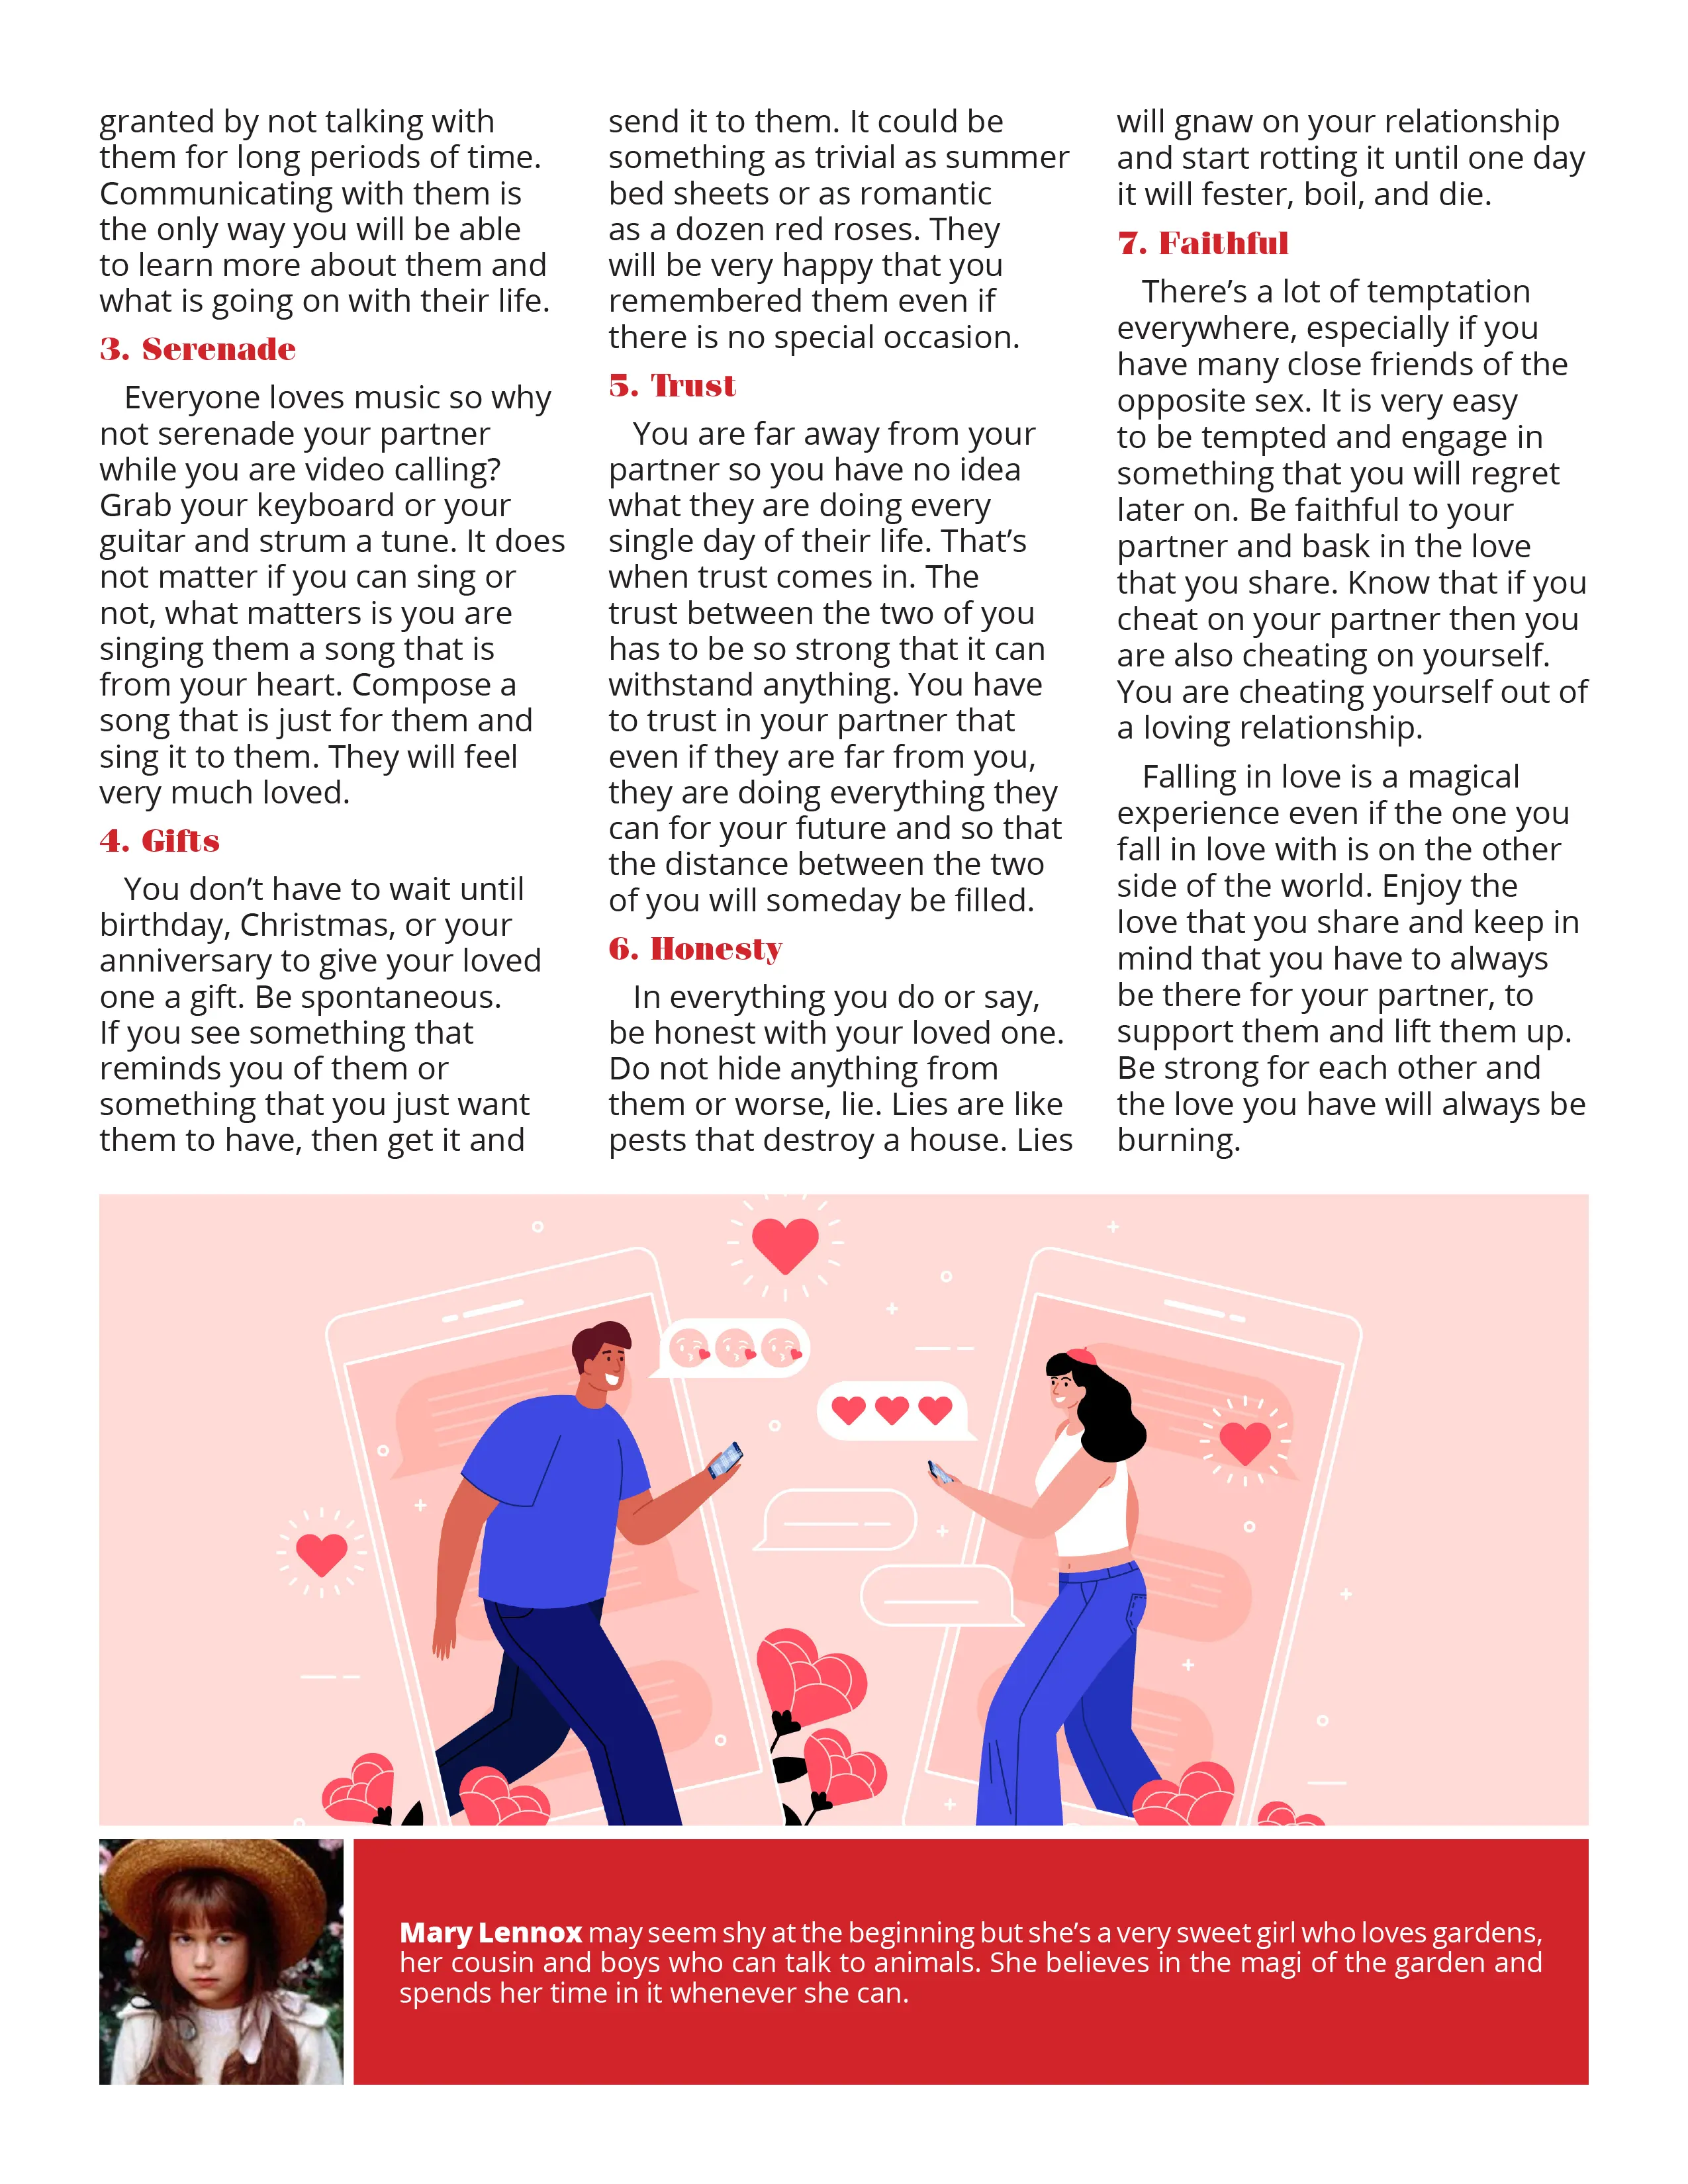 granted by not talking with
them for long periods of time.
Communicating with them is
the only way you will be able
to learn more about them and
what is going on with their life.
3. Serenade
Everyone loves music so why
not serenade your partner
while you are video calling?
Grab your keyboard or your
guitar and strum a tune. It does
not matter if you can sing or
not, what matters is you are
singing them a song that is
from your heart. Compose a
song that is just for them and
sing it to them. They will feel
very much loved.
4. Gifts
You don’t have to wait until
birthday, Christmas, or your
anniversary to give your loved
one a gift. Be spontaneous.
If you see something that
reminds you of them or
something that you just want
them to have, then get it and
send it to them. It could be
something as trivial as summer
bed sheets or as romantic
as a dozen red roses. They
will be very happy that you
remembered them even if
there is no special occasion.
5. Trust
You are far away from your
partner so you have no idea
what they are doing every
single day of their life. That’s
when trust comes in. The
trust between the two of you
has to be so strong that it can
withstand anything. You have
to trust in your partner that
even if they are far from you,
they are doing everything they
can for your future and so that
the distance between the two
of you will someday be filled.
6. Honesty
In everything you do or say,
be honest with your loved one.
Do not hide anything from
them or worse, lie. Lies are like
pests that destroy a house. Lies
will gnaw on your relationship
and start rotting it until one day
it will fester, boil, and die.
7. Faithful
There’s a lot of temptation
everywhere, especially if you
have many close friends of the
opposite sex. It is very easy
to be tempted and engage in
something that you will regret
later on. Be faithful to your
partner and bask in the love
that you share. Know that if you
cheat on your partner then you
are also cheating on yourself.
You are cheating yourself out of
a loving relationship.
Falling in love is a magical
experience even if the one you
fall in love with is on the other
side of the world. Enjoy the
love that you share and keep in
mind that you have to always
be there for your partner, to
support them and lift them up.
Be strong for each other and
the love you have will always be
burning.
Mary Lennox may seem shy at the beginning but she’s a very sweet girl who loves gardens,
her cousin and boys who can talk to animals. She believes in the magi of the garden and
spends her time in it whenever she can.